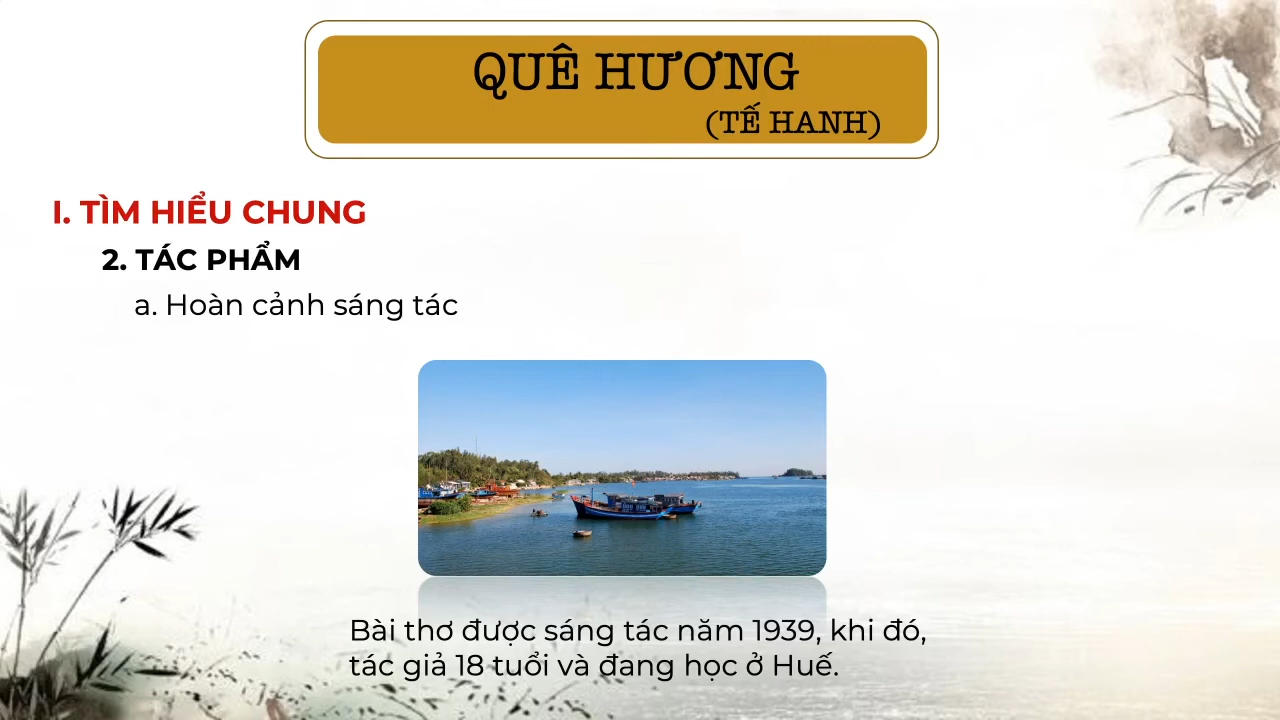 QUÊ HƯƠNG
(TẾ HANH)
I. TÌM HIỂU CHUNG
2. TÁC PHẨM
a. Hoàn cảnh sáng tác
Bài thơ được sáng tác năm 1939, khi đó,
tác giả 18 tuổi và đang học ở Huế.